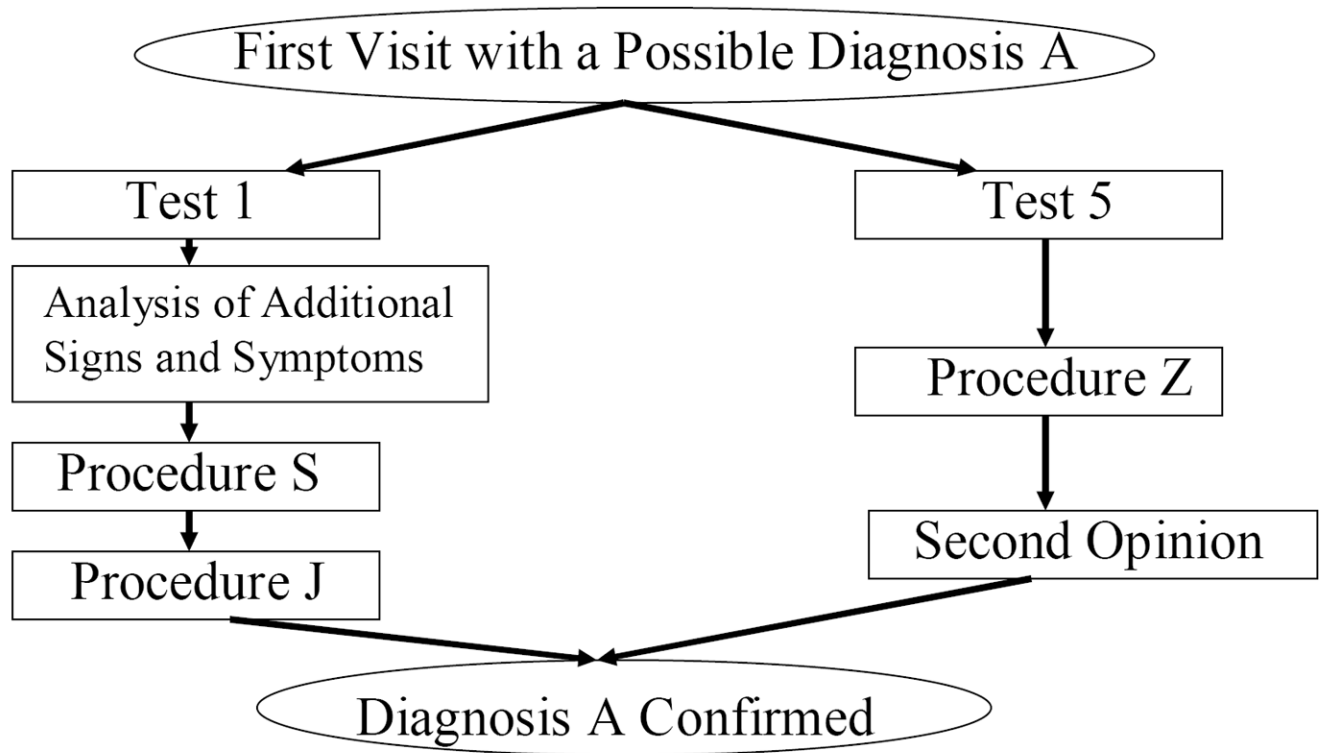 First Visit with a Possible Diagnosis A
Test 1
Test 5
Analysis of Additional
Signs and Symptoms
Procedure Z
Procedure S
Second Opinion
Procedure J
Diagnosis A Confirmed